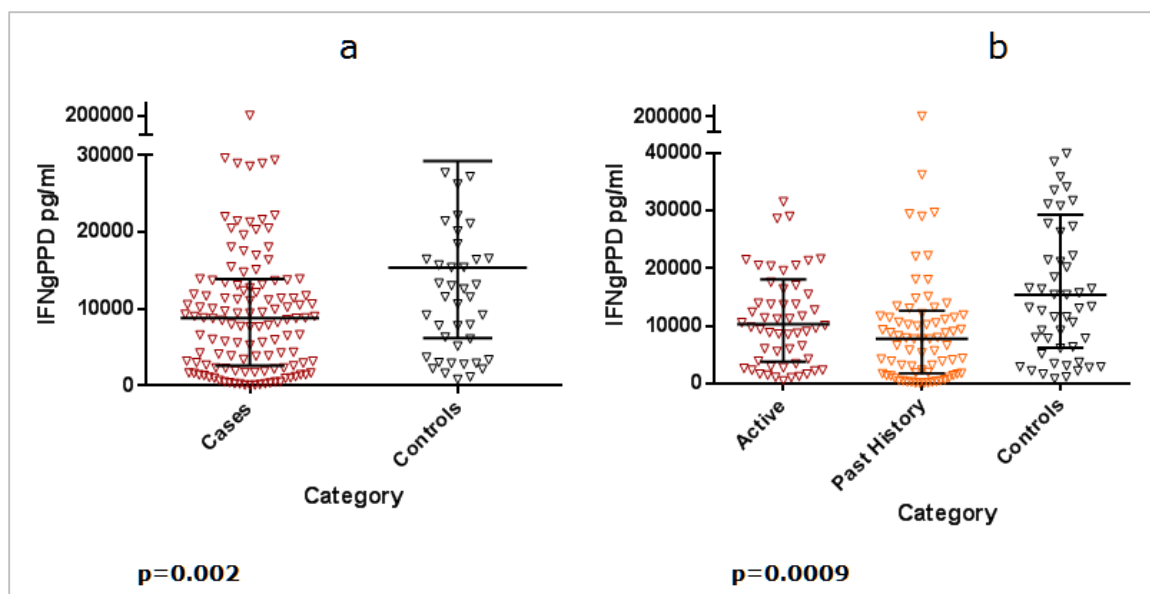 a
200000
30000
20000
10000
0
IFNgPPD pg/ml
Cases
Controls
Category
p=0.002
b
200000
40000
30000
20000
10000
0
IFNgPPD pg/ml
Active
Past History
Controls
Category
p=0.0009